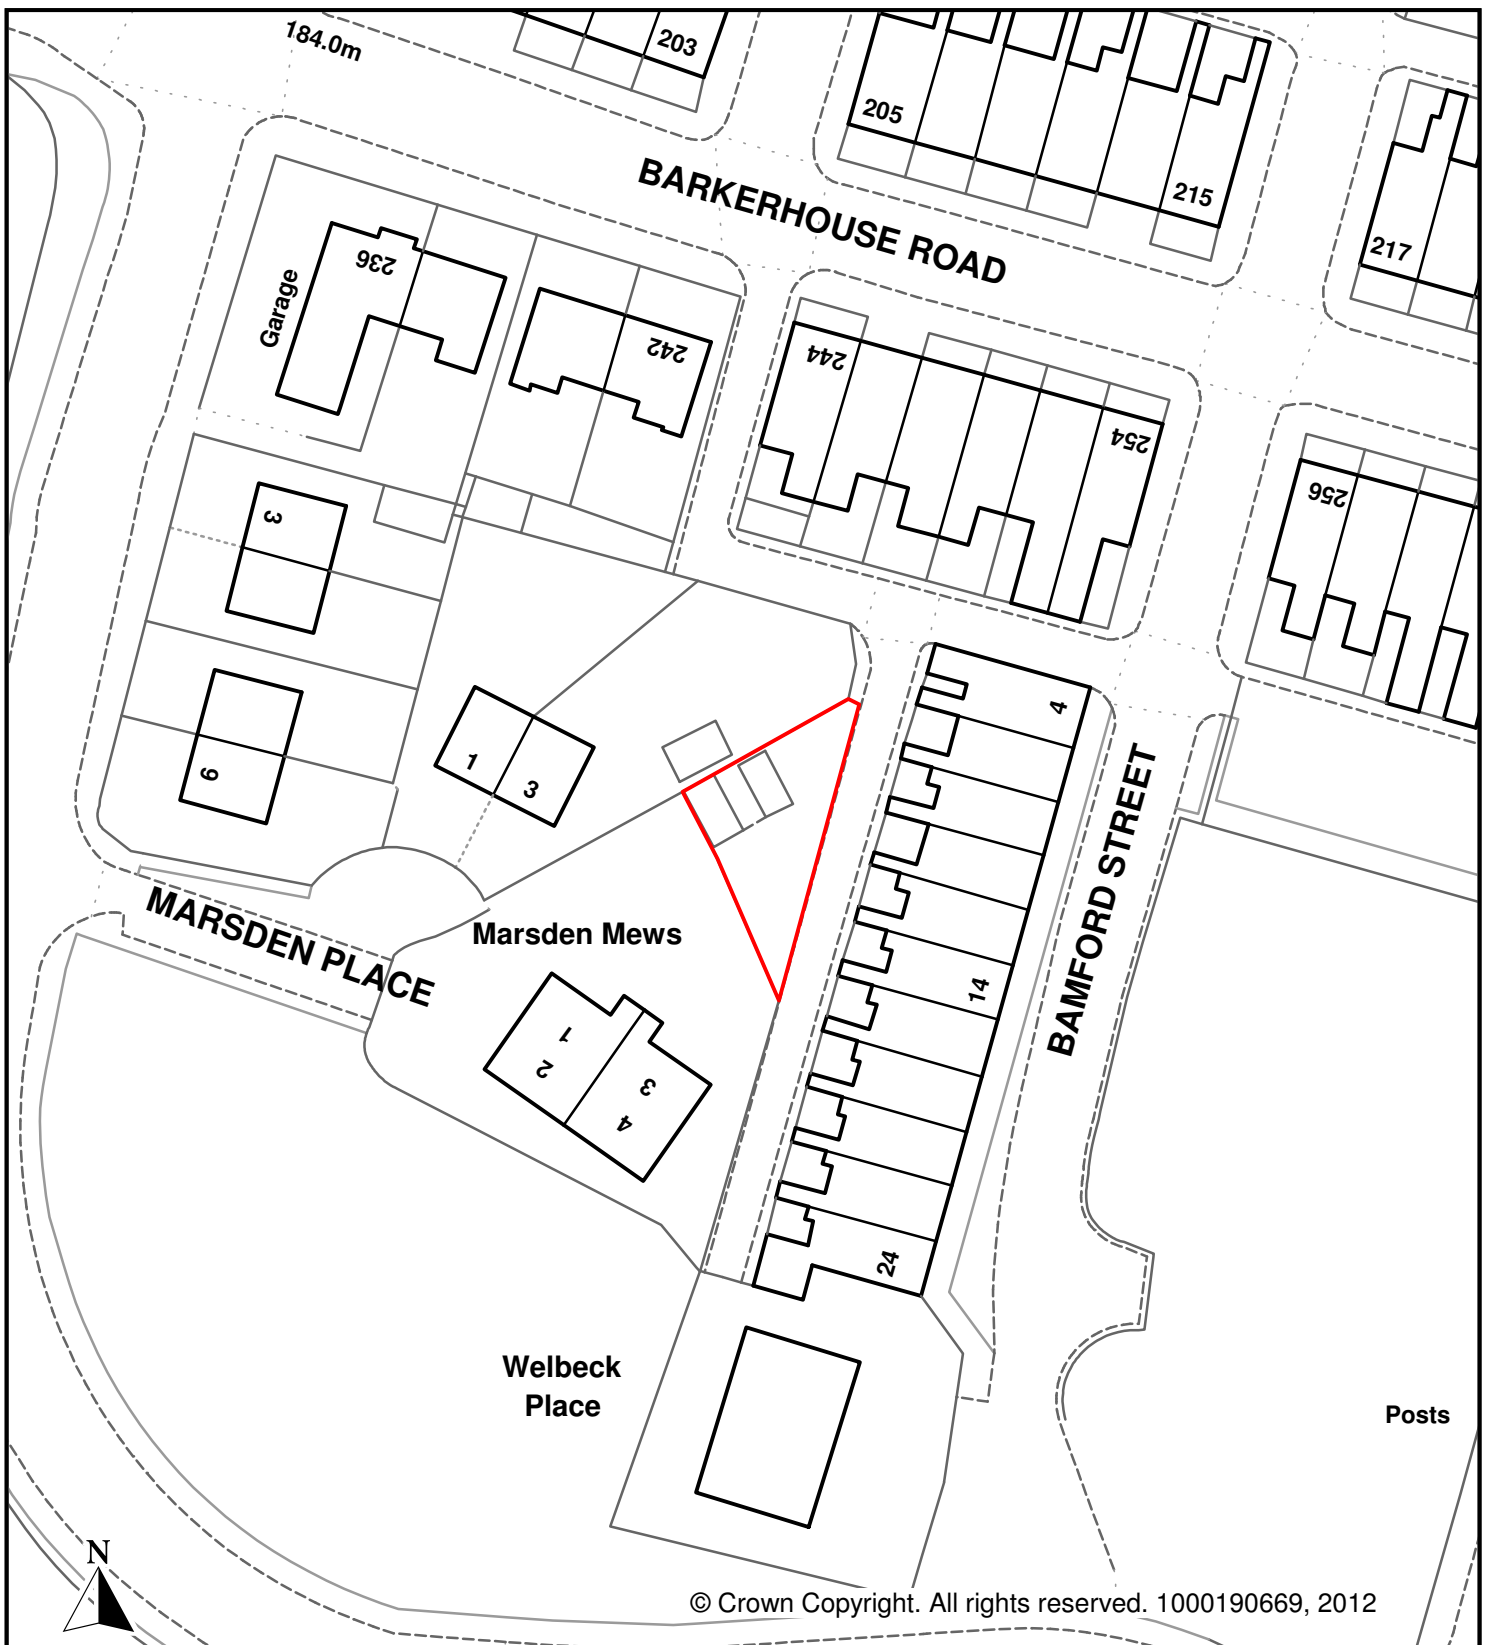 184.0m
203
205
215
217
BARKERHOUSE ROAD
236
Garage
242
244
254
256
3
9
1
3
4
14
24
BAMFORD STREET
MARSDEN PLACE
Marsden Mews
1
2
3
4
Welbeck
Place
Posts
N
© Crown Copyright. All rights reserved. 1000190669, 2012